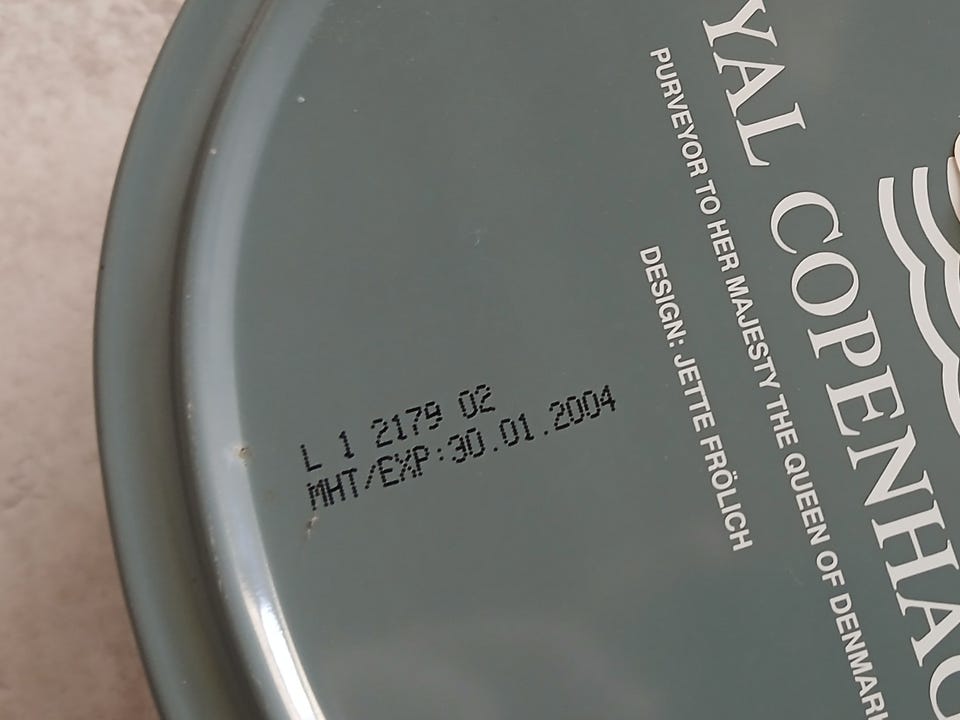 YAL COPENHAG
PURVEYOR TO HER MAJESTY THE QUEEN OF DENMARK
DESIGN: JETTE FRÖLICH
L 1 2179 02
MHT/EXP:30.01.2004